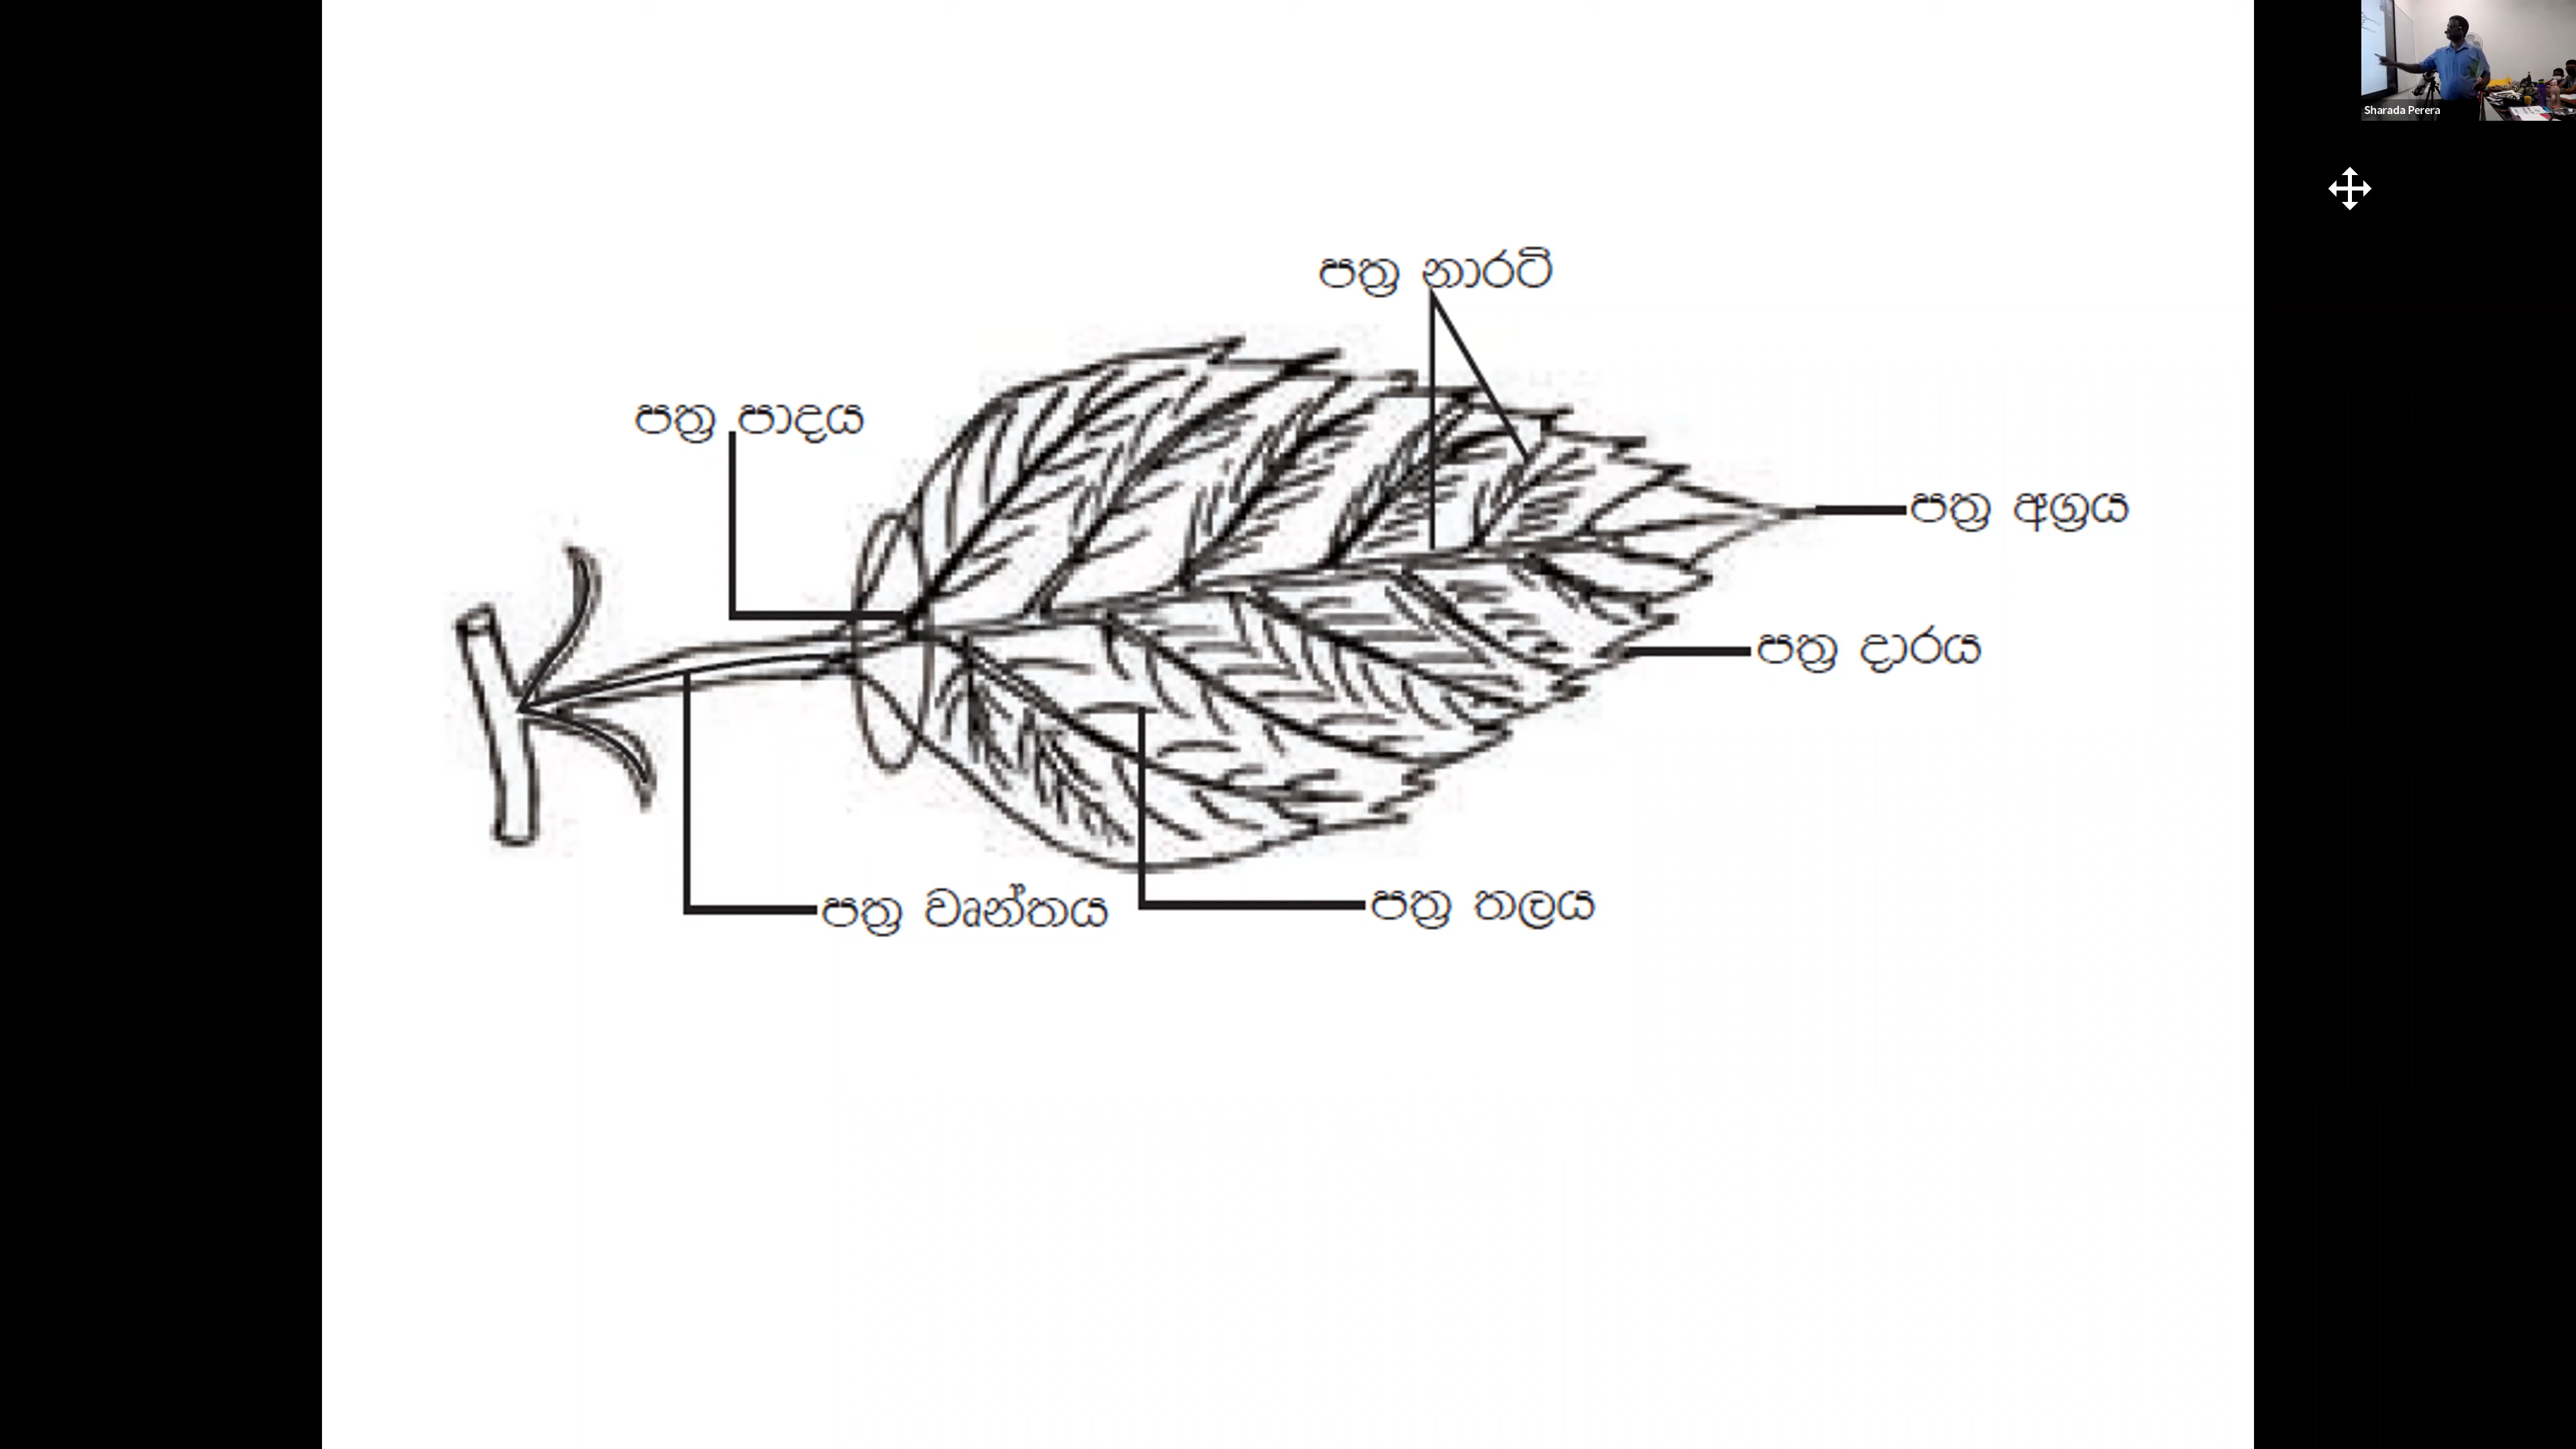 Sharada Perera
පත්‍ර නාරටි
පත්‍ර පාදය
පත්‍ර අග්‍රය
පත්‍ර දාරය
පත්‍ර වෘන්තය
පත්‍ර තලය